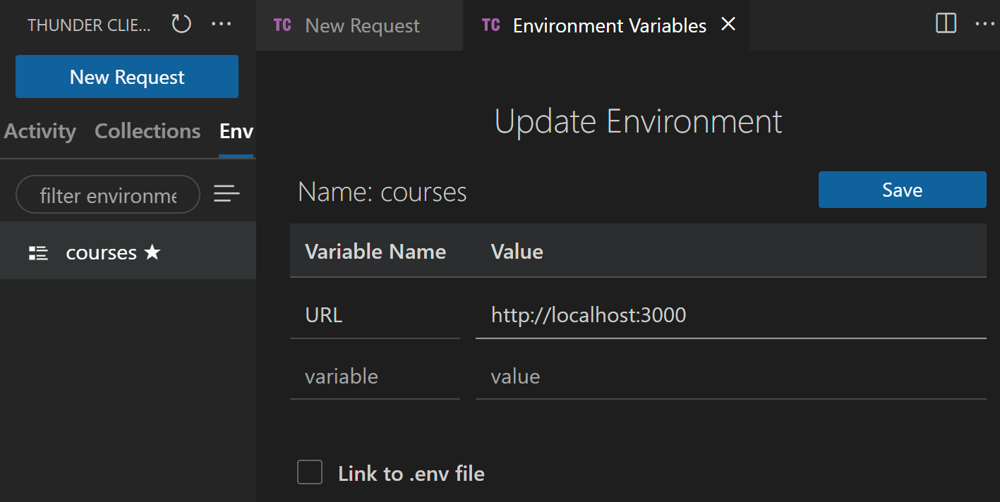 THUNDER CLIE...
New Request
Activity Collections Env
filter environme
courses
TC New Request
TC Environment Variables
Update Environment
Name: courses
Save
Variable Name Value
URL http://localhost:3000
variable value
Link to .env file